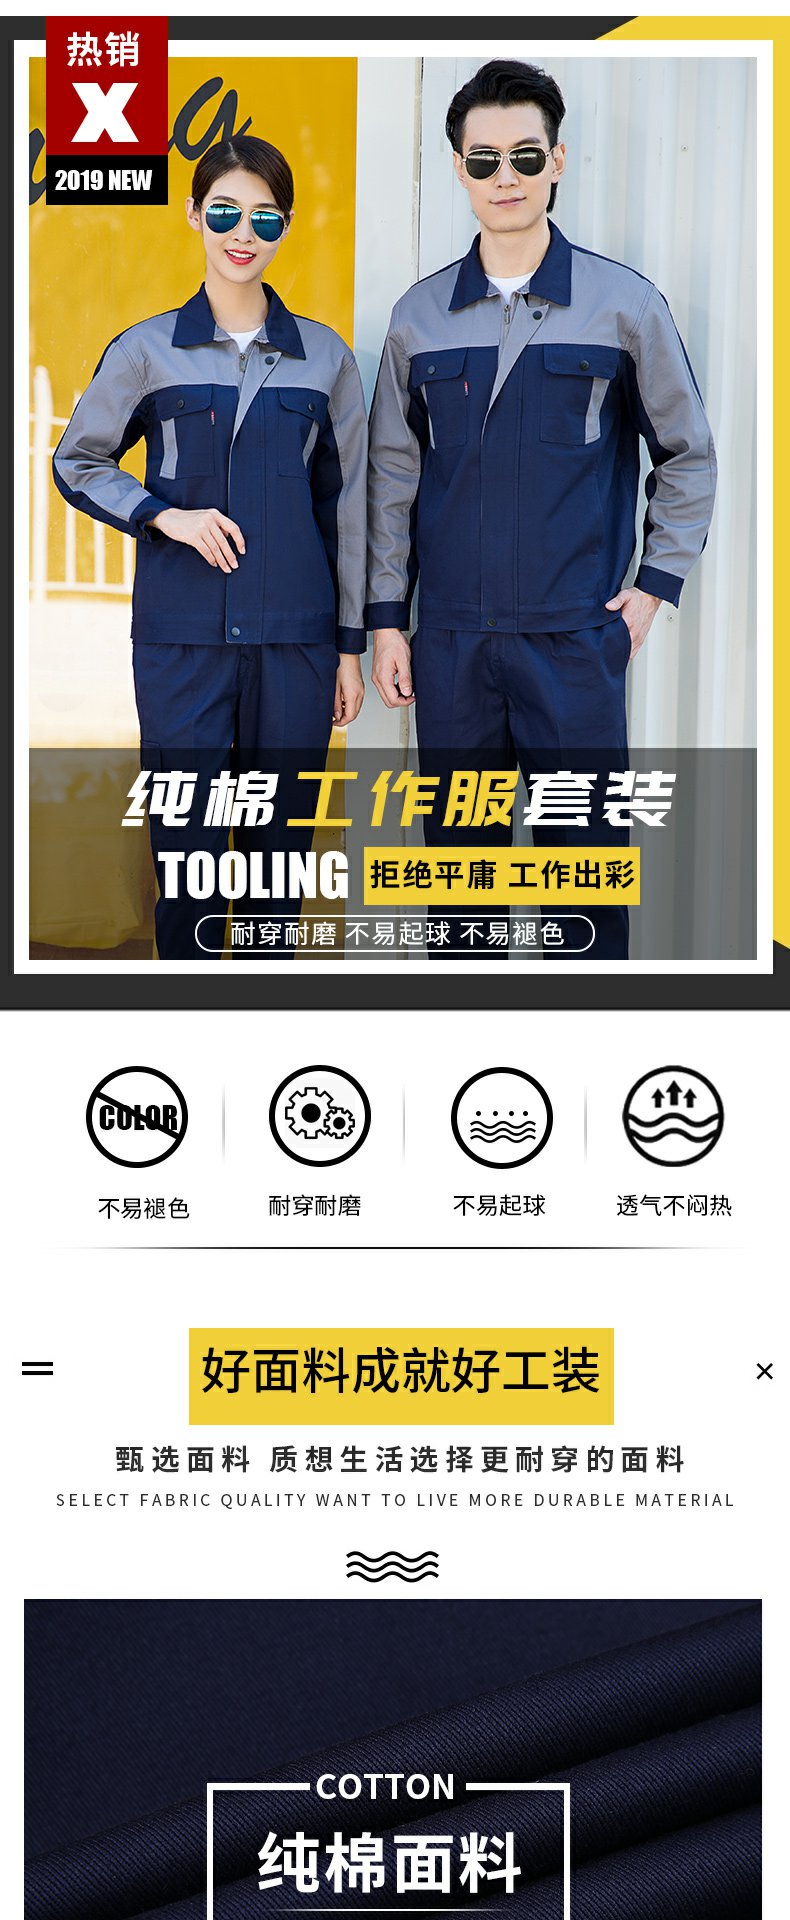 热销
X
2019 NEW
纯棉工作服套装
TOOLING 拒绝平庸 工作出彩
耐穿耐磨 不易起球 不易褪色
COLOR
不易褪色 耐穿耐磨 不易起球 透气不闷热
好面料成就好工装
甄选面料 质想生活选择更耐穿的面料
SELECT FABRIC QUALITY WANT TO LIVE MORE DURABLE MATERIAL
COTTON
纯棉面料